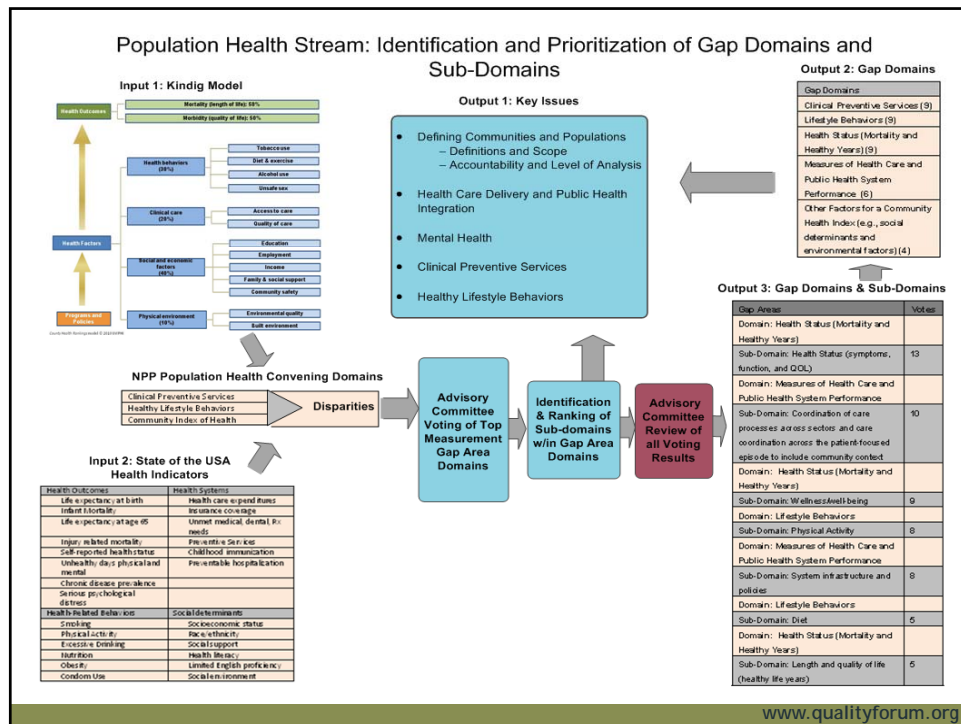 Population Health Stream: Identification and Prioritization of Gap Domains and
Sub-Domains
Input 1: Kindig Model
Health Outcomes
Mortality (length of life): 50%
Morbidity (quality of life): 50%
Health Factors
Programs and
Policies
Health behaviors
(30%)
Tobacco use
Diet & exercise
Alcohol use
Unsafe sex
Clinical care
(20%)
Access to care
Quality of care
Social and economic
factors
(40%)
Education
Employment
Income
Family & social support
Community safety
Physical environment
(10%)
Environmental quality
Built environment
Output 1: Key Issues
• Defining Communities and Populations
– Definitions and Scope
– Accountability and Level of Analysis
• Health Care Delivery and Public Health
Integration
• Mental Health
• Clinical Preventive Services
• Healthy Lifestyle Behaviors
Output 2: Gap Domains
Gap Domains
Clinical Preventive Services (9)
Lifestyle Behaviors (9)
Health Status (Mortality and
Healthy Years) (9)
Measures of Health Care and
Public Health System
Performance (6)
Other Factors for a Community
Health Index (e.g., social
determinants and
environmental factors) (4)
NPP Population Health Convening Domains
Clinical Preventive Services
Healthy Lifestyle Behaviors
Community Index of Health
Disparities
Advisory
Committee
Voting of Top
Measurement
Gap Area
Domains
Identification
& Ranking of
Sub-domains
w/in Gap Area
Domains
Advisory
Committee
Review of
all Voting
Results
Input 2: State of the USA
Health Indicators
Health Outcomes Health Systems
Life expectancy at birth Health care expenditures
Infant Mortality Insurance coverage
Life expectancy at age 65 Unmet medical, dental, Rx
needs
Injury related mortality Preventive Services
Self-reported health status Childhood immunization
Unhealthy days physical and Preventable hospitalization
mental
Chronic disease prevalence
Serious psychological
distress
Health-Related Behaviors Social determinants
Smoking Socioeconomic status
Physical Activity Race/ethnicity
Excessive Drinking Social support
Nutrition Health literacy
Obesity Limited English proficiency
Condom Use Social environment
Output 3: Gap Domains & Sub-Domains
Gap Areas Votes
Domain: Health Status (Mortality and
Healthy Years)
Sub-Domain: Health Status (symptoms, 13
function, and QOL)
Domain: Measures of Health Care and
Public Health System Performance
Sub-Domain: Coordination of care 10
processes across sectors and care
coordination across the patient-focused
episode to include community context
Domain: Health Status (Mortality and
Healthy Years)
Sub-Domain: Wellness/well-being 9
Domain: Lifestyle Behaviors
Sub-Domain: Physical Activity 8
Domain: Measures of Health Care and
Public Health System Performance
Sub-Domain: System infrastructure and 8
policies
Domain: Lifestyle Behaviors
Sub-Domain: Diet 5
Domain: Health Status (Mortality and
Healthy Years)
Sub-Domain: Length and quality of life 5
(healthy life years)
www.qualityforum.org